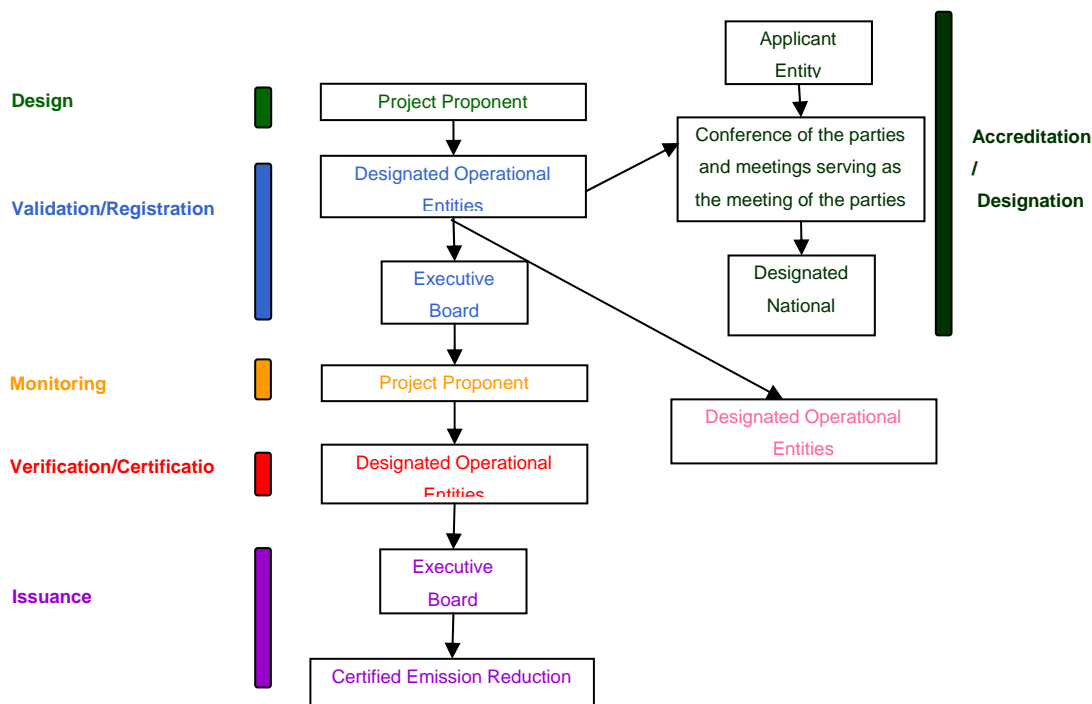 Applicant
Entity
Design
Project Proponent
Conference of the parties
and meetings serving as
the meeting of the parties
Accreditation
/
Designation
Validation/Registration
Designated Operational
Entities
Executive
Board
Designated
National
Monitoring
Project Proponent
Designated Operational
Entities
Verification/Certificatio
Designated Operational
Entities
Issuance
Executive
Board
Certified Emission Reduction